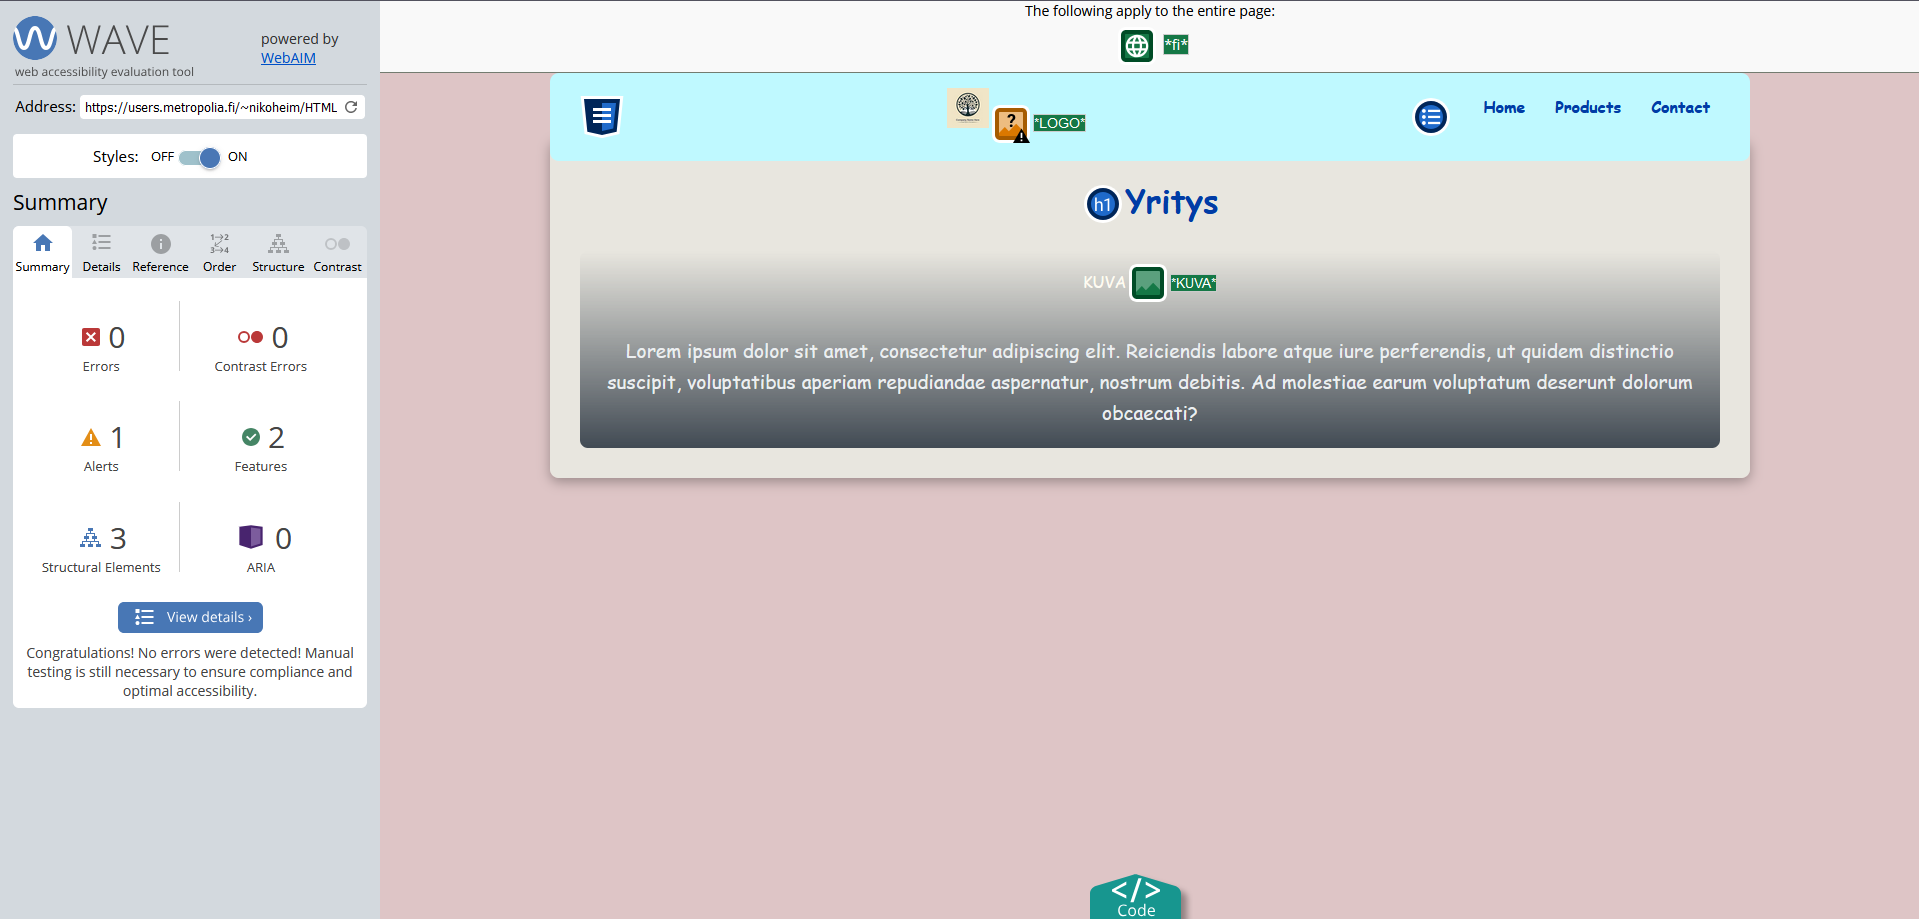 WAVE
powered by
WebAIM
web accessibility evaluation tool
Address: https://users.metropolia.fi/~nikoheim/HTML
Styles: OFF ON
Summary
Summary Details Reference Order Structure Contrast
0 0
Errors Contrast Errors
1 2
Alerts Features
3 0
Structural Elements ARIA
View details ›
Congratulations! No errors were detected! Manual
testing is still necessary to ensure compliance and
optimal accessibility.
The following apply to the entire page:
*fi*
*LOGO*
Home Products Contact
h1 Yritys
KUVA *KUVA*
Lorem ipsum dolor sit amet, consectetur adipiscing elit. Reiciendis labore atque iure perferendis, ut quidem distinctio
suscipit, voluptatibus aperiam repudiandae aspernatur, nostrum debitis. Ad molestiae earum voluptatum deserunt dolorum
obcaecati?
</>
Code